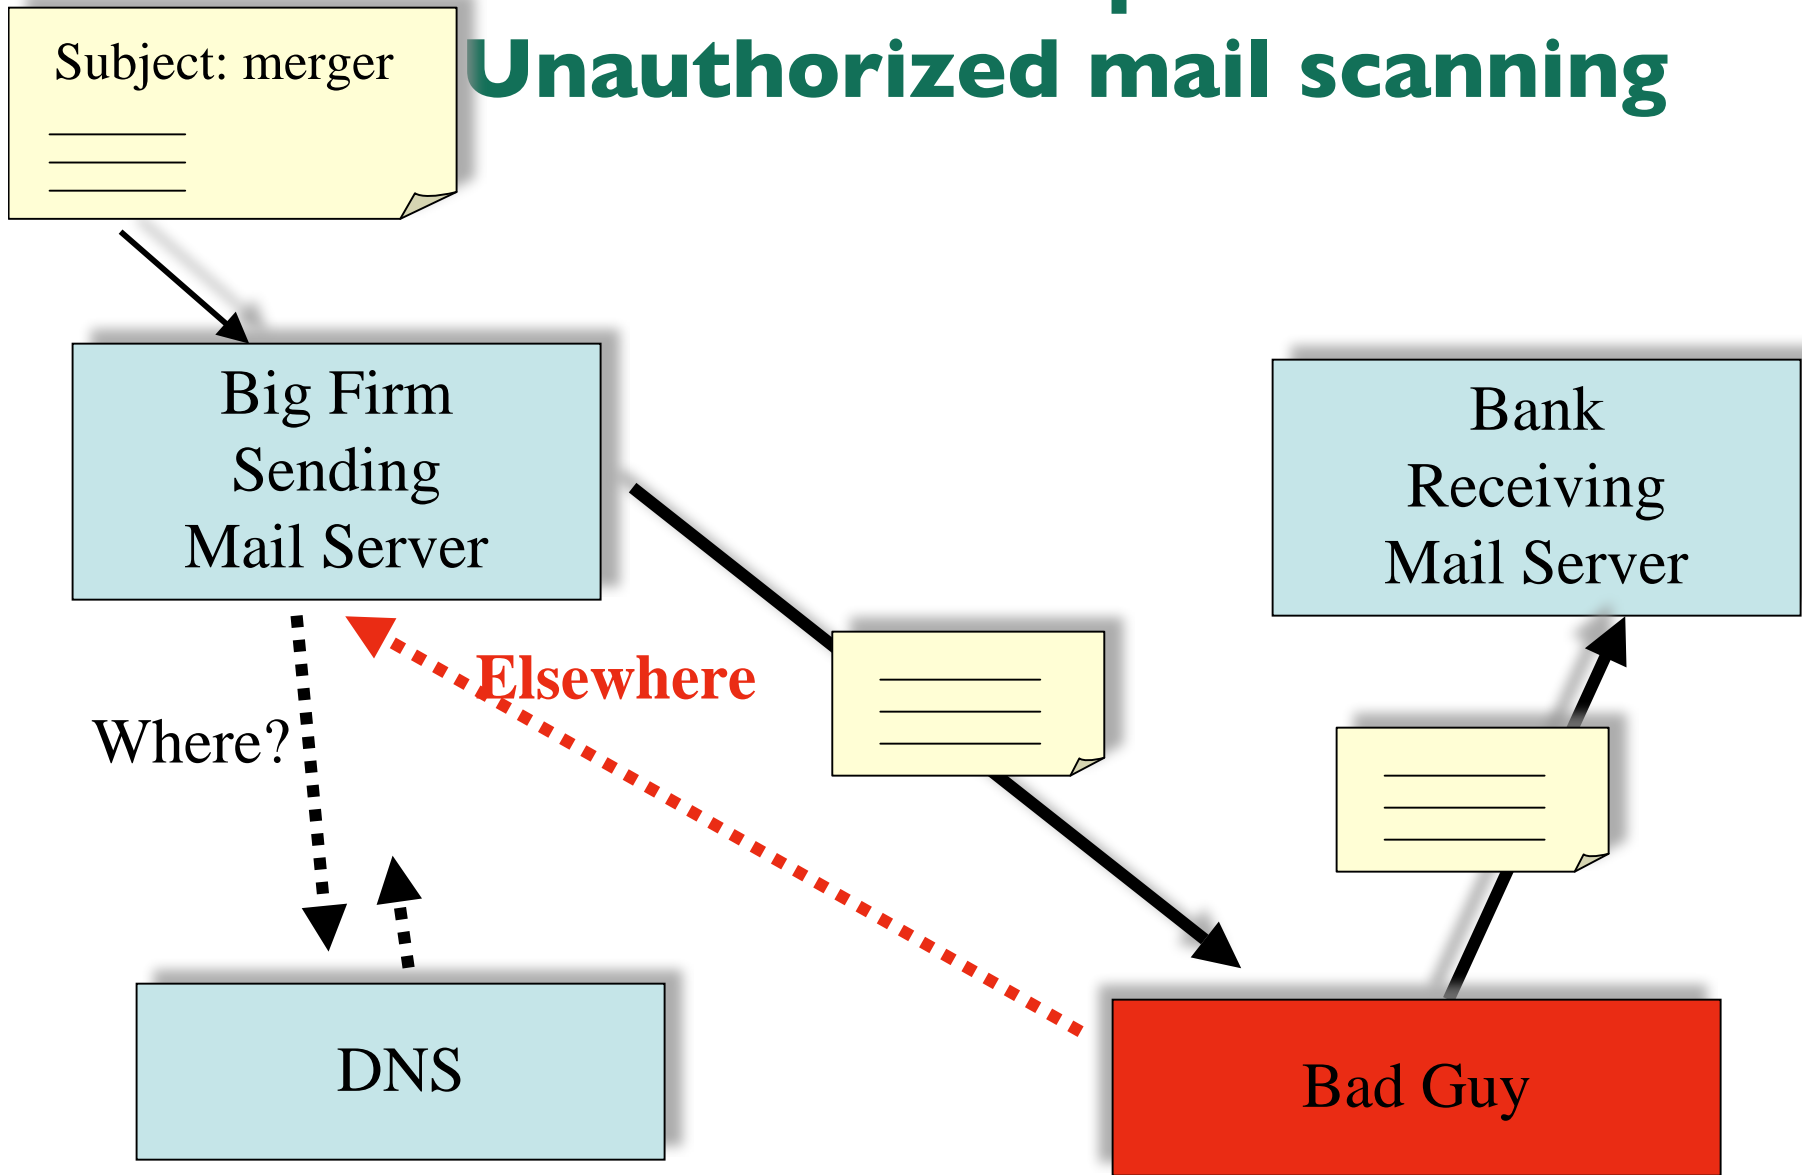 Unauthorized mail scanning
Subject: merger
Big Firm
Sending
Mail Server
Bank
Receiving
Mail Server
Elsewhere
Where?
DNS
Bad Guy